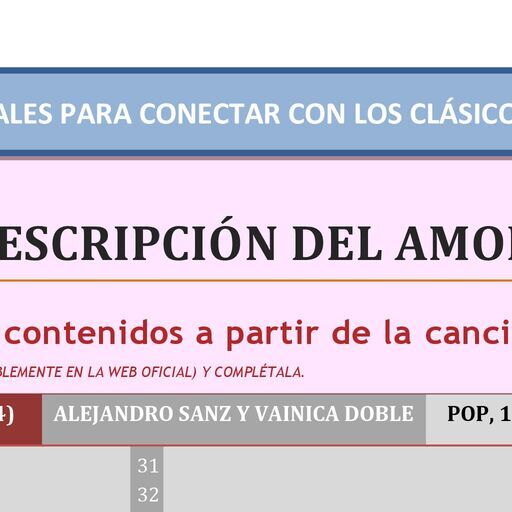 ALES PARA CONECTAR CON LOS CLÁSICO
ESCRIPCIÓN DEL AMO
contenidos a partir de la canci
BLEMENTE EN LA WEB OFICIAL) Y COMPLÉTALA.
4) ALEJANDRO SANZ Y VAINICA DOBLE POP, 1
31
32